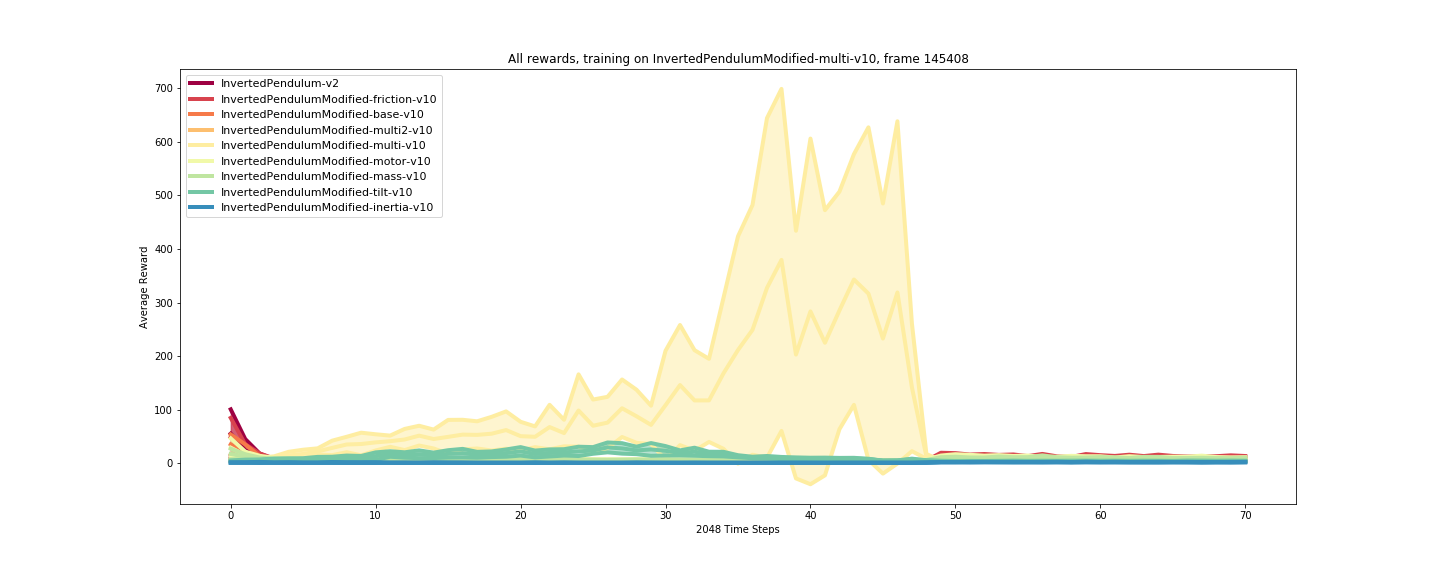 All rewards, training on InvertedPendulumModified-multi-v10, frame 145408
InvertedPendulum-v2
InvertedPendulumModified-friction-v10
InvertedPendulumModified-base-v10
InvertedPendulumModified-multi2-v10
InvertedPendulumModified-multi-v10
InvertedPendulumModified-motor-v10
InvertedPendulumModified-mass-v10
InvertedPendulumModified-tilt-v10
InvertedPendulumModified-inertia-v10
Average Reward
700
600
500
400
300
200
100
0
0 10 20 30 40 50 60 70
2048 Time Steps